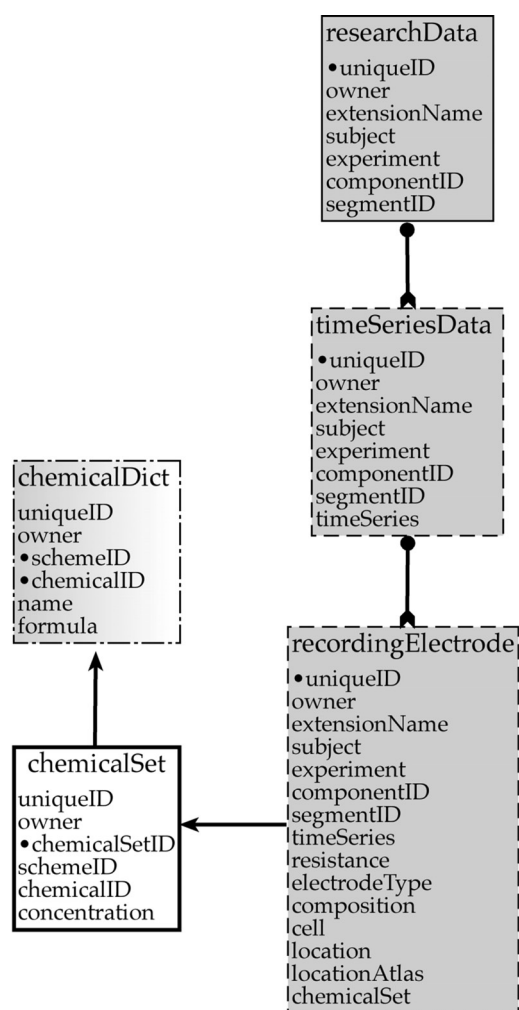 researchData
•uniqueID
owner
extensionName
subject
experiment
componentID
segmentID
timeSeriesData
•uniqueID
owner
extensionName
subject
experiment
componentID
segmentID
timeSeries
chemicalDict
uniqueID
owner
•schemeID
•chemicalID
name
formula
chemicalSet
uniqueID
owner
•chemicalSetID
schemeID
chemicalID
concentration
recordingElectrode
•uniqueID
owner
extensionName
subject
experiment
componentID
segmentID
timeSeries
resistance
electrodeType
composition
cell
location
locationAtlas
chemicalSet